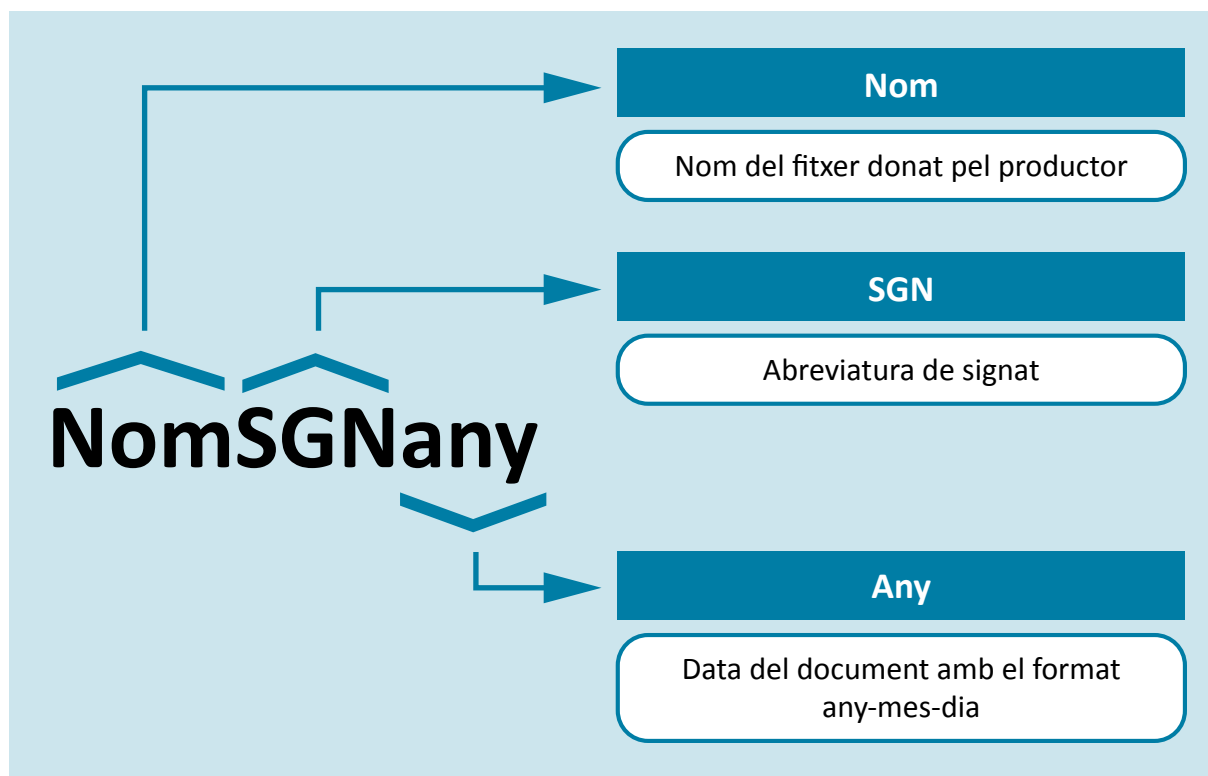 Nom
Nom del fitxer donat pel productor
SGN
Abreviatura de signat
NomSGNany
Any
Data del document amb el format
any-mes-dia